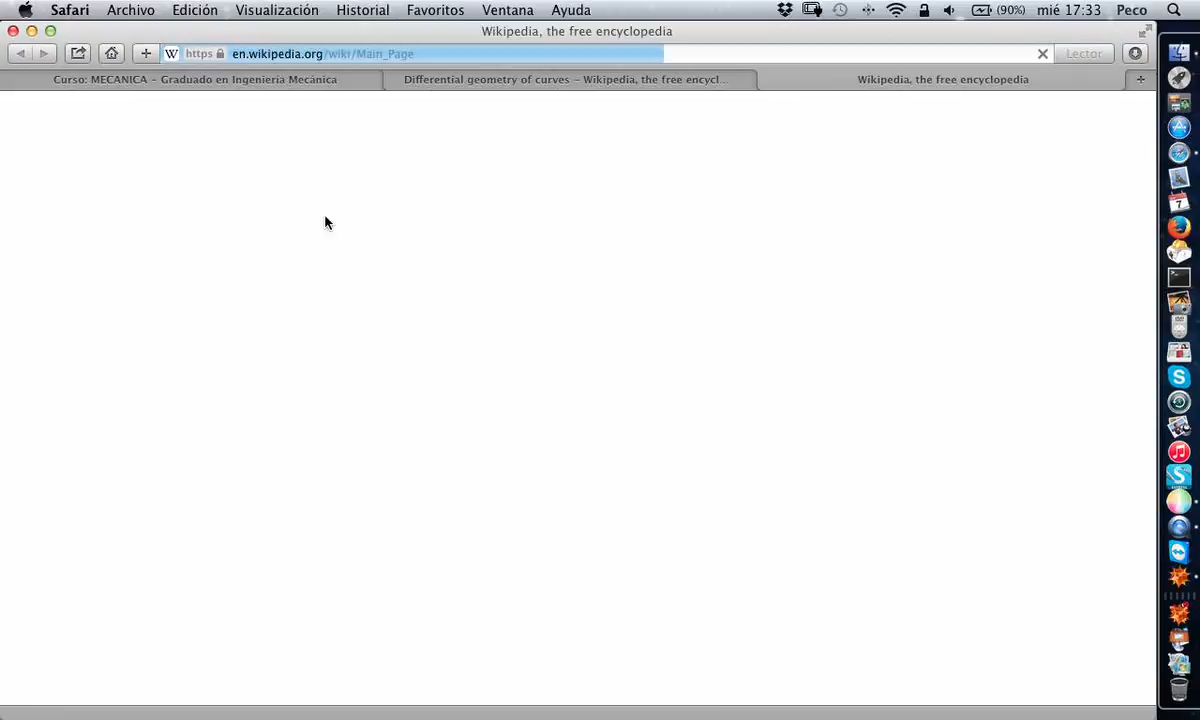 Safari Archivo Edición Visualización Historial Favoritos Ventana Ayuda (90%) mié 17:33 Peco
Wikipedia, the free encyclopedia
W https en.wikipedia.org/wiki/Main_Page Lector
Curso: MECANICA – Graduado en Ingeniería Mecánica Differential geometry of curves – Wikipedia, the free encycl... Wikipedia, the free encyclopedia
7
S
S